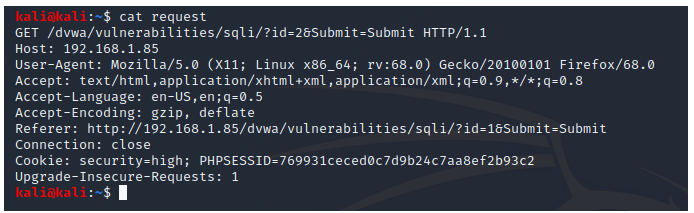 kali@kali:~$ cat request
GET /dvwa/vulnerabilities/sqli/?id=2&Submit=Submit HTTP/1.1
Host: 192.168.1.85
User-Agent: Mozilla/5.0 (X11; Linux x86_64; rv:68.0) Gecko/20100101 Firefox/68.0
Accept: text/html,application/xhtml+xml,application/xml;q=0.9,*/*;q=0.8
Accept-Language: en-US,en;q=0.5
Accept-Encoding: gzip, deflate
Referer: http://192.168.1.85/dvwa/vulnerabilities/sqli/?id=1&Submit=Submit
Connection: close
Cookie: security=high; PHPSESSID=769931ceced0c7d9b24c7aa8ef2b93c2
Upgrade-Insecure-Requests: 1
kali@kali:~$